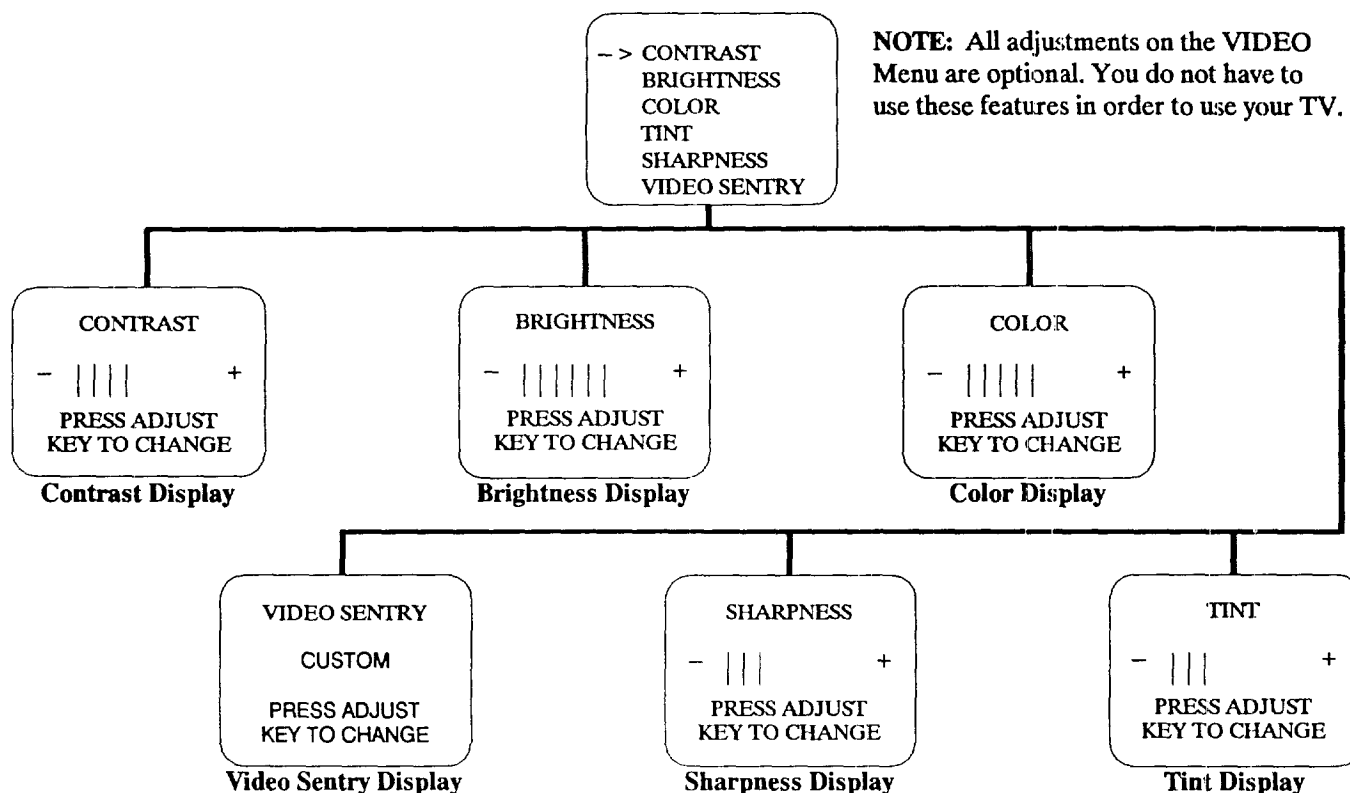 -> CONTRAST
BRIGHTNESS
COLOR
TINT
SHARPNESS
VIDEO SENTRY
NOTE: All adjustments on the VIDEO
Menu are optional. You do not have to
use these features in order to use your TV.
CONTRAST
- |||| +
PRESS ADJUST
KEY TO CHANGE
Contrast Display
BRIGHTNESS
- |||||| +
PRESS ADJUST
KEY TO CHANGE
Brightness Display
COLOR
- ||||| +
PRESS ADJUST
KEY TO CHANGE
Color Display
VIDEO SENTRY
CUSTOM
PRESS ADJUST
KEY TO CHANGE
Video Sentry Display
SHARPNESS
- ||| +
PRESS ADJUST
KEY TO CHANGE
Sharpness Display
TINT
- ||| +
PRESS ADJUST
KEY TO CHANGE
Tint Display